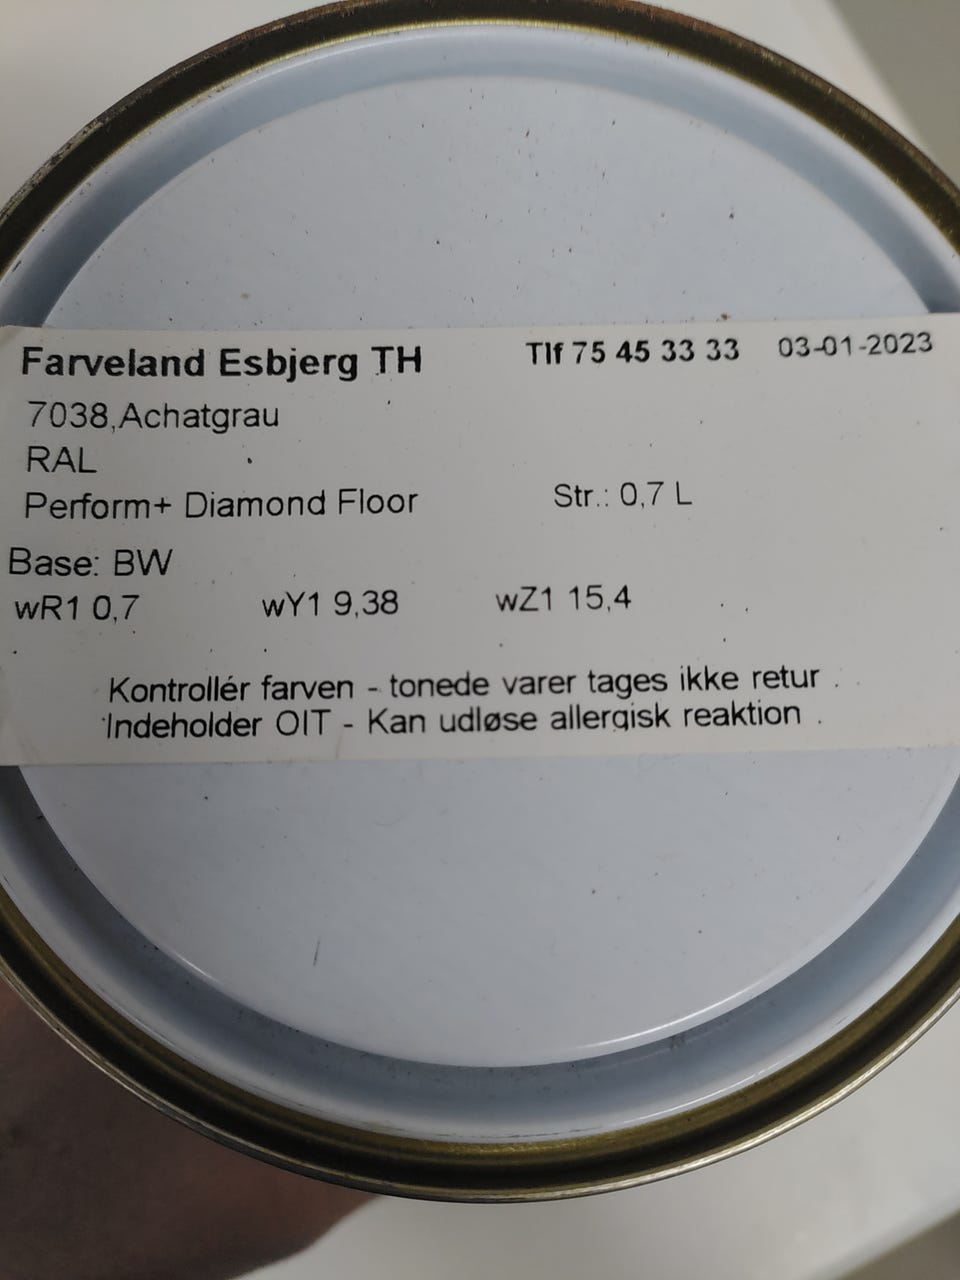 Farveland Esbjerg TH Tlf 75 45 33 33 03-01-2023
7038,Achatgrau
RAL
Perform+ Diamond Floor Str.: 0,7 L
Base: BW
wR1 0,7 wY1 9,38 wZ1 15,4
Kontrollér farven - tonede varer tages ikke retur .
Indeholder OIT - Kan udløse allergisk reaktion .